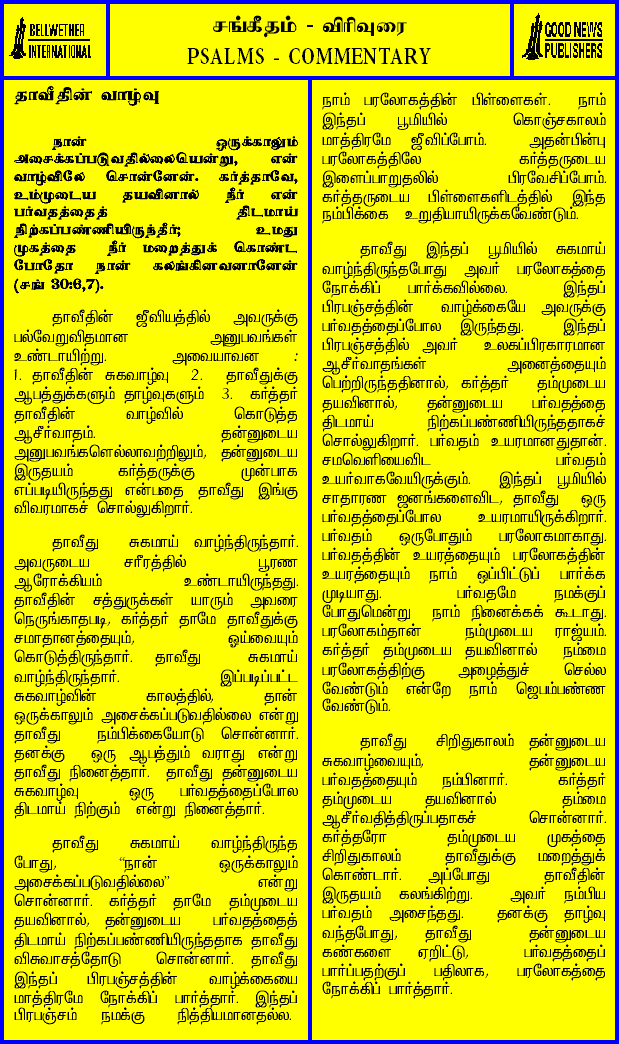 BELLWETHER
INTERNATIONAL
சங்கீதம் - விரிவுரை
PSALMS - COMMENTARY
GOOD NEWS
PUBLISHERS
தாவீதின் வாழ்வு
நான் ஒருக்காலும்
அசைக்கப்படுவதில்லையென்று, என்
வாழ்விலே சொன்னேன். கர்த்தாவே,
உம்முடைய தயவினால் நீர் என்
பர்வதத்தைத் திடமாய்
நிற்கப்பண்ணியிருந்தீர்; உமது
முகத்தை நீர் மறைத்துக் கொண்ட
போதோ நான் கலங்கினவனானேன்
(சங் 30:6,7).
தாவீதின் ஜீவியத்தில் அவருக்கு
பல்வேறுவிதமான அனுபவங்கள்
உண்டாயிற்று. அவையாவன :
1. தாவீதின் சுகவாழ்வு 2. தாவீதுக்கு
ஆபத்துக்களும் தாழ்வுகளும் 3. கர்த்தர்
தாவீதின் வாழ்வில் கொடுத்த
ஆசீர்வாதம். தன்னுடைய
அனுபவங்களெல்லாவற்றிலும், தன்னுடைய
இருதயம் கர்த்தருக்கு முன்பாக
எப்படியிருந்தது என்பதை தாவீது இங்கு
விவரமாகச் சொல்லுகிறார்.
தாவீது சுகமாய் வாழ்ந்திருந்தார்.
அவருடைய சரீரத்தில் பூரண
ஆரோக்கியம் உண்டாயிருந்தது.
தாவீதின் சத்துருக்கள் யாரும் அவரை
நெருங்காதபடி, கர்த்தர் தாமே தாவீதுக்கு
சமாதானத்தையும், ஓய்வையும்
கொடுத்திருந்தார். தாவீது சுகமாய்
வாழ்ந்திருந்தார். இப்படிப்பட்ட
சுகவாழ்வின் காலத்தில், தான்
ஒருக்காலும் அசைக்கப்படுவதில்லை என்று
தாவீது நம்பிக்கையோடு சொன்னார்.
தனக்கு ஒரு ஆபத்தும் வராது என்று
தாவீது நினைத்தார். தாவீது தன்னுடைய
சுகவாழ்வு ஒரு பர்வதத்தைப்போல
திடமாய் நிற்கும் என்று நினைத்தார்.
தாவீது சுகமாய் வாழ்ந்திருந்த
போது, “நான் ஒருக்காலும்
அசைக்கப்படுவதில்லை” என்று
சொன்னார். கர்த்தர் தாமே தம்முடைய
தயவினால், தன்னுடைய பர்வதத்தைத்
திடமாய் நிற்கப்பண்ணியிருந்ததாக தாவீது
விசுவாசத்தோடு சொன்னார். தாவீது
இந்தப் பிரபஞ்சத்தின் வாழ்க்கையை
மாத்திரமே நோக்கிப் பார்த்தார். இந்தப்
பிரபஞ்சம் நமக்கு நித்தியமானதல்ல.
நாம் பரலோகத்தின் பிள்ளைகள். நாம்
இந்தப் பூமியில் கொஞ்சகாலம்
மாத்திரமே ஜீவிப்போம். அதன்பின்பு
பரலோகத்திலே கர்த்தருடைய
இளைப்பாறுதலில் பிரவேசிப்போம்.
கர்த்தருடைய பிள்ளைகளிடத்தில் இந்த
நம்பிக்கை உறுதியாயிருக்கவேண்டும்.
தாவீது இந்தப் பூமியில் சுகமாய்
வாழ்ந்திருந்தபோது அவர் பரலோகத்தை
நோக்கிப் பார்க்கவில்லை. இந்தப்
பிரபஞ்சத்தின் வாழ்க்கையே அவருக்கு
பர்வதத்தைப்போல இருந்தது. இந்தப்
பிரபஞ்சத்தில் அவர் உலகப்பிரகாரமான
ஆசீர்வாதங்கள் அனைத்தையும்
பெற்றிருந்ததினால், கர்த்தர் தம்முடைய
தயவினால், தன்னுடைய பர்வதத்தை
திடமாய் நிற்கப்பண்ணியிருந்ததாகச்
சொல்லுகிறார். பர்வதம் உயரமானதுதான்.
சமவெளியைவிட பர்வதம்
உயர்வாகவேயிருக்கும். இந்தப் பூமியில்
சாதாரண ஜனங்களைவிட, தாவீது ஒரு
பர்வதத்தைப்போல உயரமாயிருக்கிறார்.
பர்வதம் ஒருபோதும் பரலோகமாகாது.
பர்வதத்தின் உயரத்தையும் பரலோகத்தின்
உயரத்தையும் நாம் ஒப்பிட்டுப் பார்க்க
முடியாது. பர்வதமே நமக்குப்
போதுமென்று நாம் நினைக்கக் கூடாது.
பரலோகம்தான் நம்முடைய ராஜ்யம்.
கர்த்தர் தம்முடைய தயவினால் நம்மை
பரலோகத்திற்கு அழைத்துச் செல்ல
வேண்டும் என்றே நாம் ஜெபம்பண்ண
வேண்டும்.
தாவீது சிறிதுகாலம் தன்னுடைய
சுகவாழ்வையும், தன்னுடைய
பர்வதத்தையும் நம்பினார். கர்த்தர்
தம்முடைய தயவினால் தம்மை
ஆசீர்வதித்திருப்பதாகச் சொன்னார்.
கர்த்தரோ தம்முடைய முகத்தை
சிறிதுகாலம் தாவீதுக்கு மறைத்துக்
கொண்டார். அப்போது தாவீதின்
இருதயம் கலங்கிற்று. அவர் நம்பிய
பர்வதம் அசைந்தது. தனக்கு தாழ்வு
வந்தபோது, தாவீது தன்னுடைய
கண்களை ஏறிட்டு, பர்வதத்தைப்
பார்ப்பதற்குப் பதிலாக, பரலோகத்தை
நோக்கிப் பார்த்தார்.